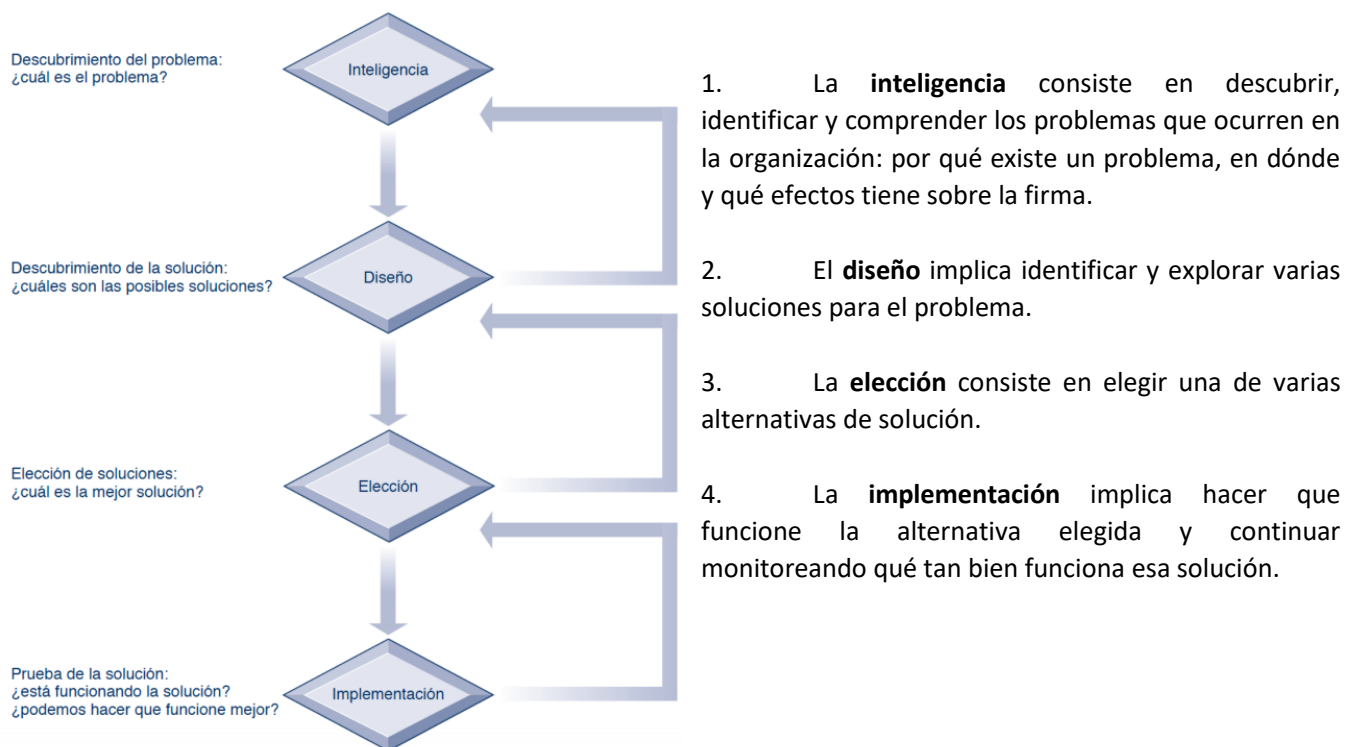 Descubrimiento del problema:
¿cuál es el problema?
Inteligencia
Descubrimiento de la solución:
¿cuáles son las posibles soluciones?
Diseño
Elección de soluciones:
¿cuál es la mejor solución?
Elección
Prueba de la solución:
¿está funcionando la solución?
¿podemos hacer que funcione mejor?
Implementación
1. La inteligencia consiste en descubrir,
identificar y comprender los problemas que ocurren en
la organización: por qué existe un problema, en dónde
y qué efectos tiene sobre la firma.
2. El diseño implica identificar y explorar varias
soluciones para el problema.
3. La elección consiste en elegir una de varias
alternativas de solución.
4. La implementación implica hacer que
funcione la alternativa elegida y continuar
monitoreando qué tan bien funciona esa solución.